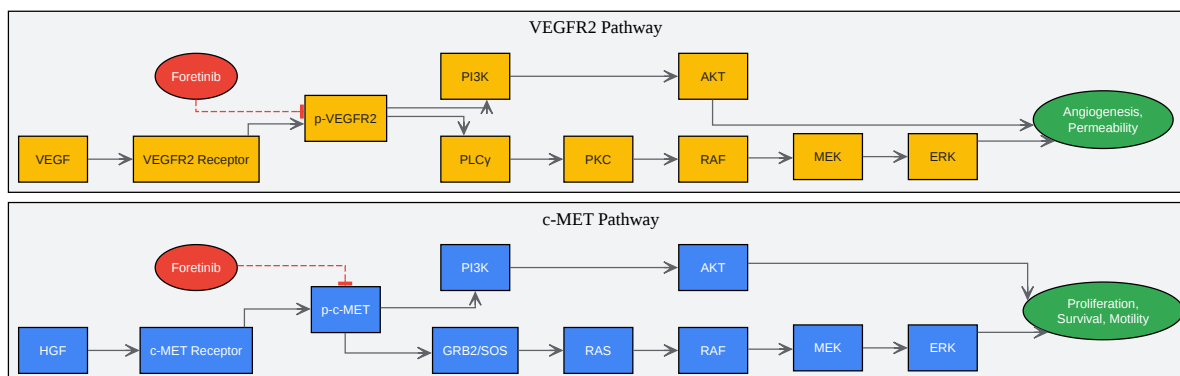 VEGFR2 Pathway
Foretinib
PI3K
AKT
p-VEGFR2
Angiogenesis,
Permeability
VEGF
VEGFR2 Receptor
PLCγ
PKC
RAF
MEK
ERK
c-MET Pathway
Foretinib
PI3K
AKT
p-c-MET
Proliferation,
Survival, Motility
HGF
c-MET Receptor
GRB2/SOS
RAS
RAF
MEK
ERK